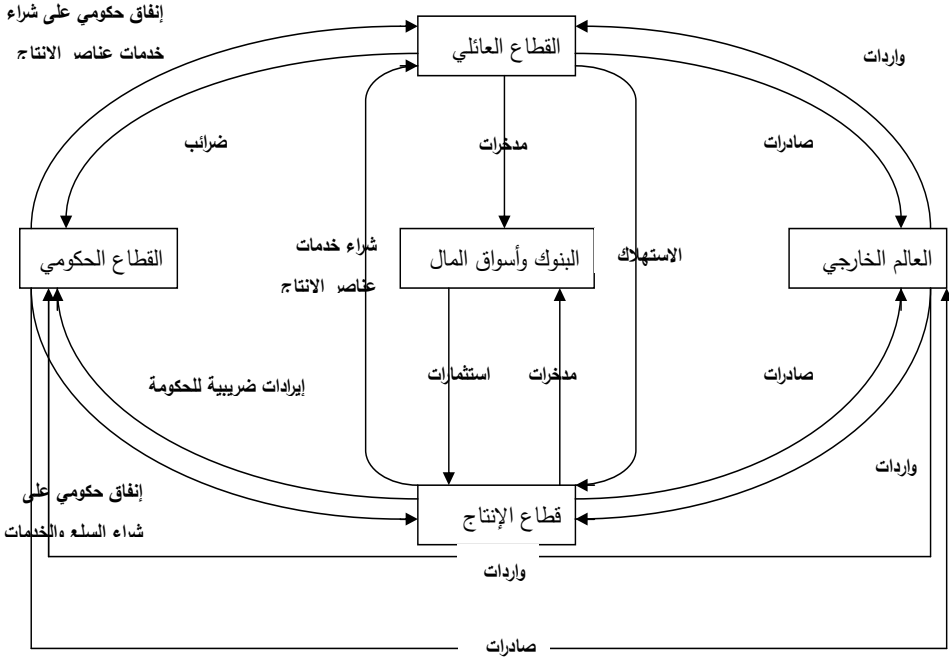 إنفاق حكومي على شراء
خدمات عناصر الانتاج
القطاع العائلي
واردات
ضرائب
مدخرات
صادرات
القطاع الحكومي
شراء خدمات
عناصر الانتاج
البنوك وأسواق المال
الاستهلاك
العالم الخارجي
إيرادات ضريبية للحكومة
استثمارات
مدخرات
صادرات
إنفاق حكومي على
شراء السلع والخدمات
قطاع الإنتاج
واردات
واردات
صادرات